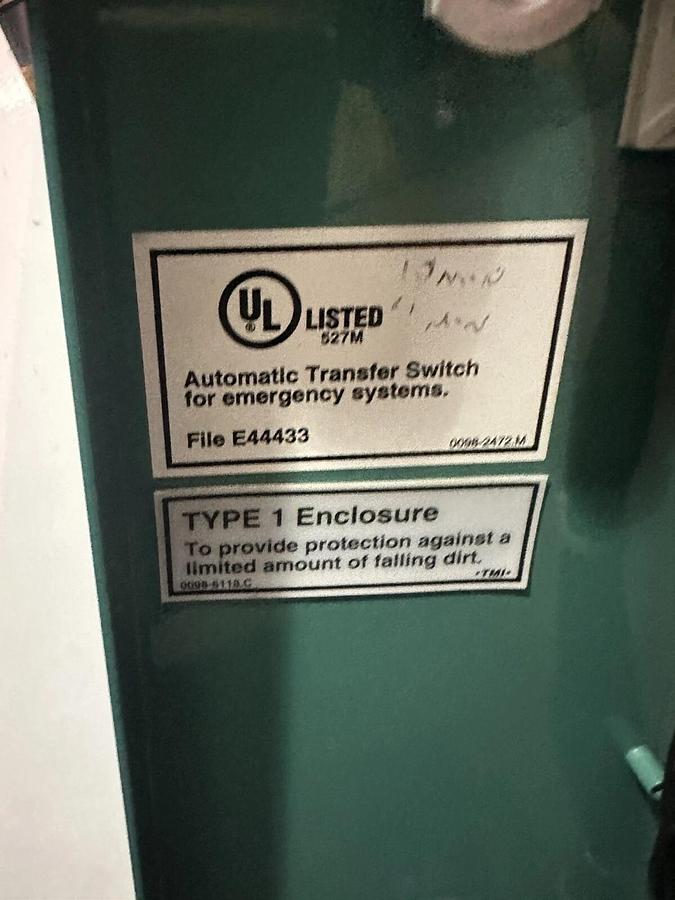 UL
®
LISTED
527M
Automatic Transfer Switch
for emergency systems.
File E44433
0098-2472.M
TYPE 1 Enclosure
To provide protection against a
limited amount of falling dirt.
0098-6118.C
-TMI-